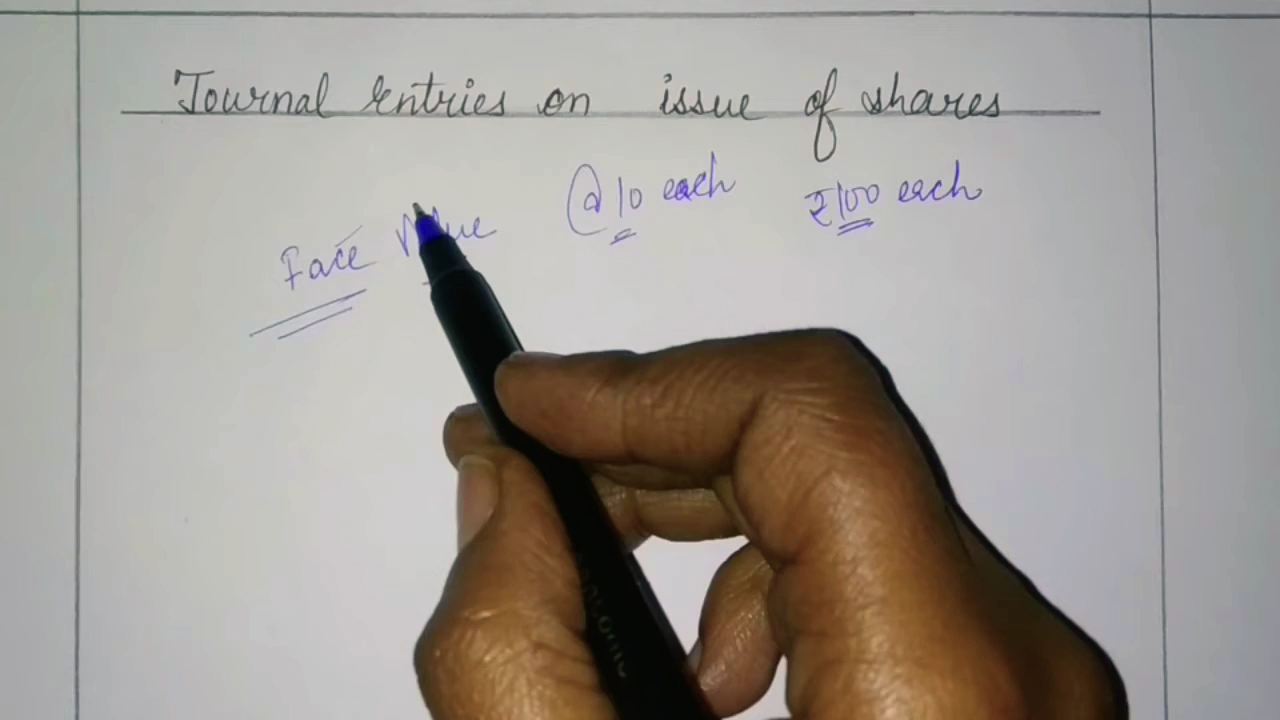 Journal Entries on issue of shares
@ 10 each ₹100 each
Face Value